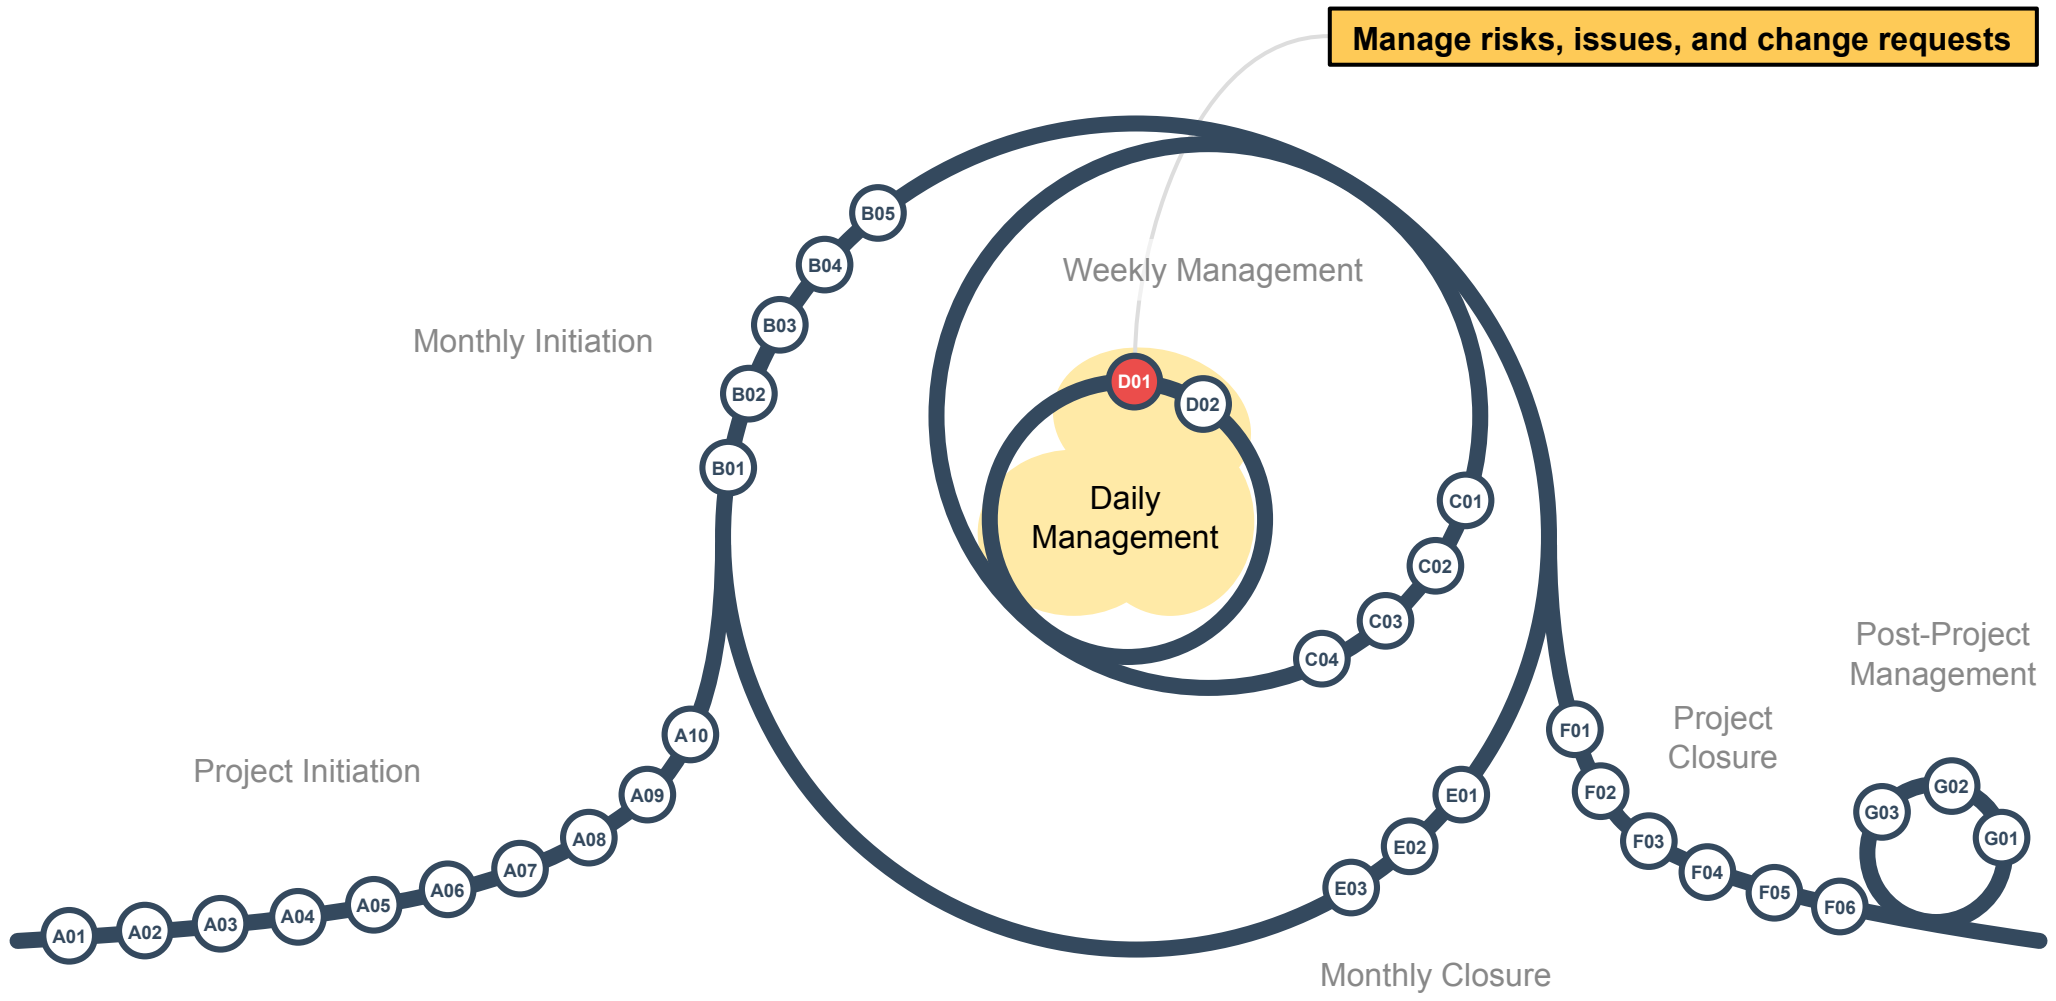 Manage risks, issues, and change requests
B05
B04
B03
B02
B01
Monthly Initiation
Weekly Management
D01
D02
Daily
Management
C01
C02
C03
C04
Project Initiation
A01
A02
A03
A04
A05
A06
A07
A08
A09
A10
E01
E02
E03
Monthly Closure
Project
Closure
F01
F02
F03
F04
F05
F06
Post-Project
Management
G03
G02
G01